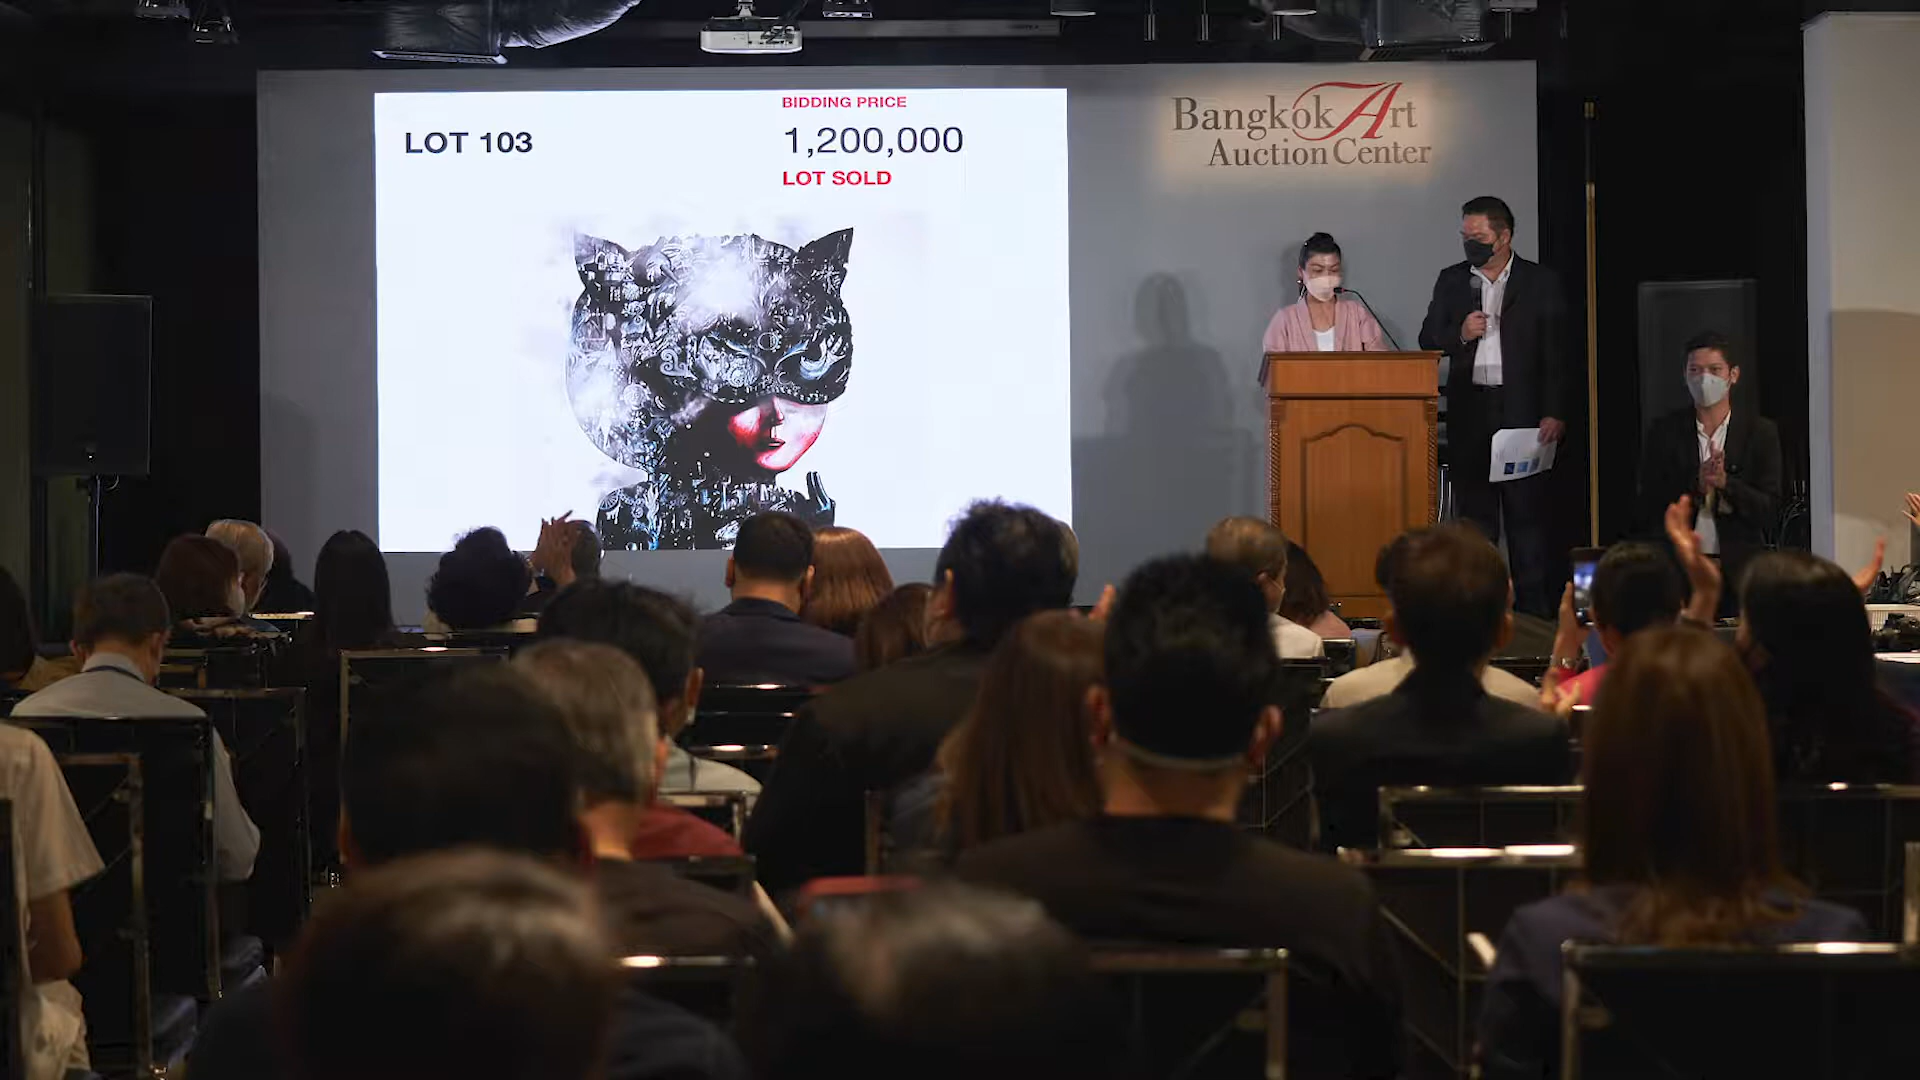 LOT 103
BIDDING PRICE
1,200,000
LOT SOLD
Bangkok Art
Auction Center